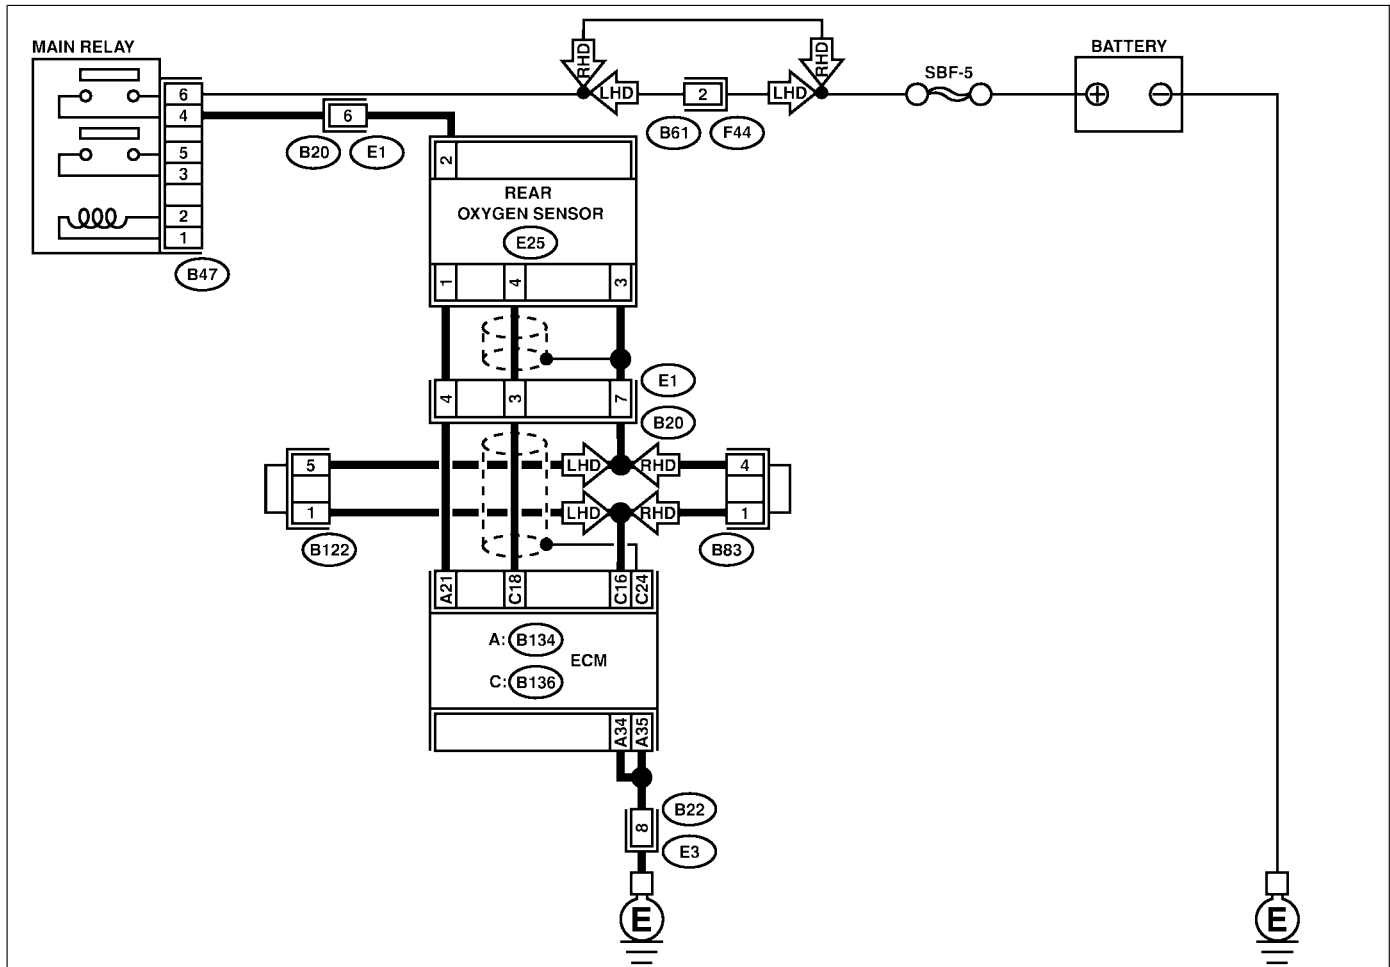 MAIN RELAY
6
4
5
3
2
1
B47
6
B20
E1
RHD
LHD
2
B61
F44
LHD
RHD
SBF-5
BATTERY
+
−
2
REAR
OXYGEN SENSOR
E25
1
4
3
E1
4
3
7
B20
5
1
B122
LHD
RHD
LHD
RHD
4
1
B83
A21
C18
C16
C24
A: B134
ECM
C: B136
A34
A35
B22
8
E3
E
E